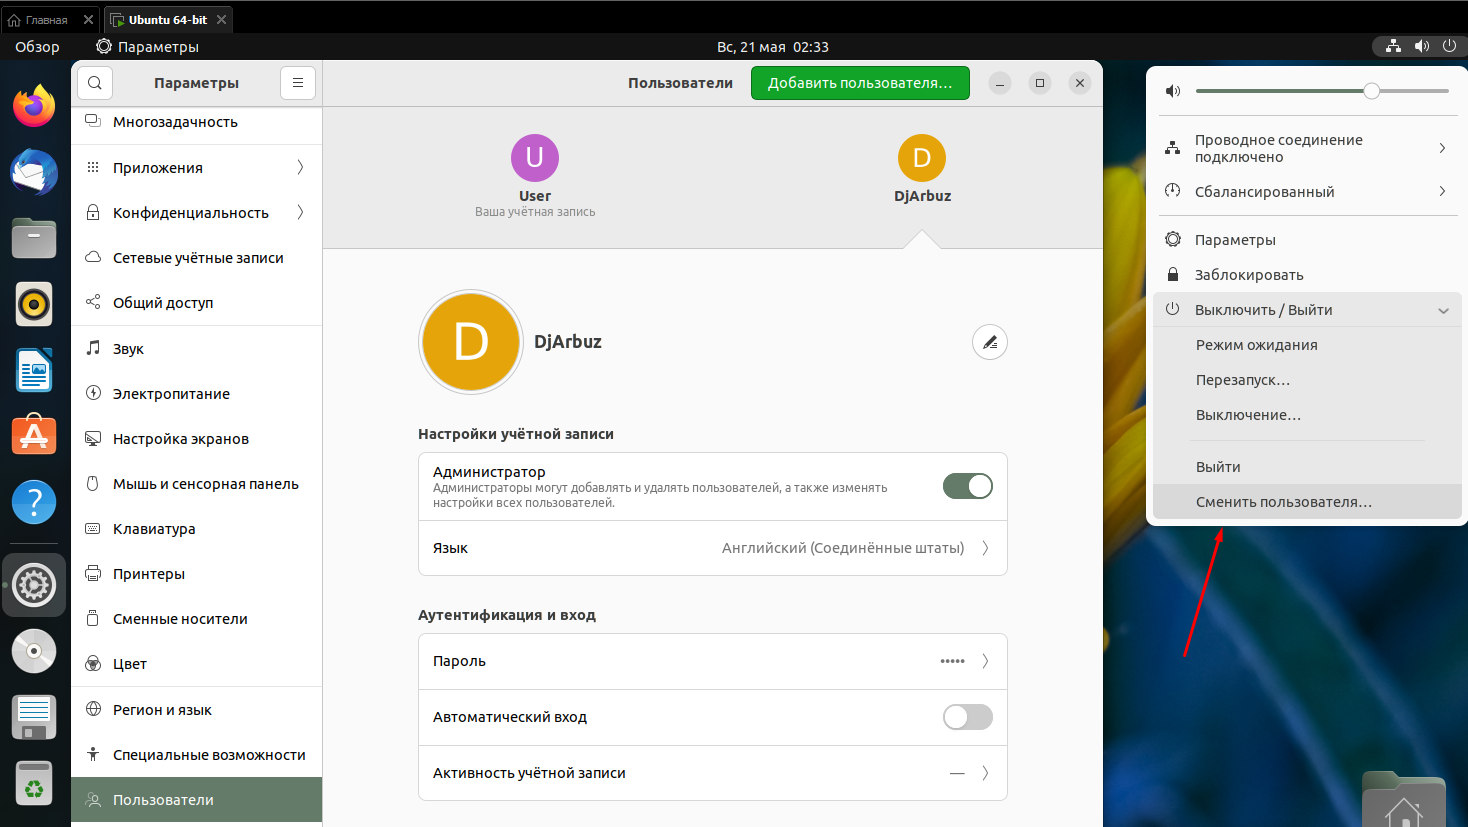 Главная
Ubuntu 64-bit
Обзор
Параметры
Вс, 21 мая 02:33
Параметры
Пользователи
Добавить пользователя…
Многозадачность
Приложения
Конфиденциальность
Сетевые учётные записи
Общий доступ
Звук
Электропитание
Настройка экранов
Мышь и сенсорная панель
Клавиатура
Принтеры
Сменные носители
Цвет
Регион и язык
Специальные возможности
Пользователи
U
User
Ваша учётная запись
D
DjArbuz
D
DjArbuz
Настройки учётной записи
Администратор
Администраторы могут добавлять и удалять пользователей, а также изменять
настройки всех пользователей.
Язык
Английский (Соединённые штаты)
Аутентификация и вход
Пароль
•••••
Автоматический вход
Активность учётной записи
—
Проводное соединение
подключено
Сбалансированный
Параметры
Заблокировать
Выключить / Выйти
Режим ожидания
Перезапуск…
Выключение…
Выйти
Сменить пользователя…